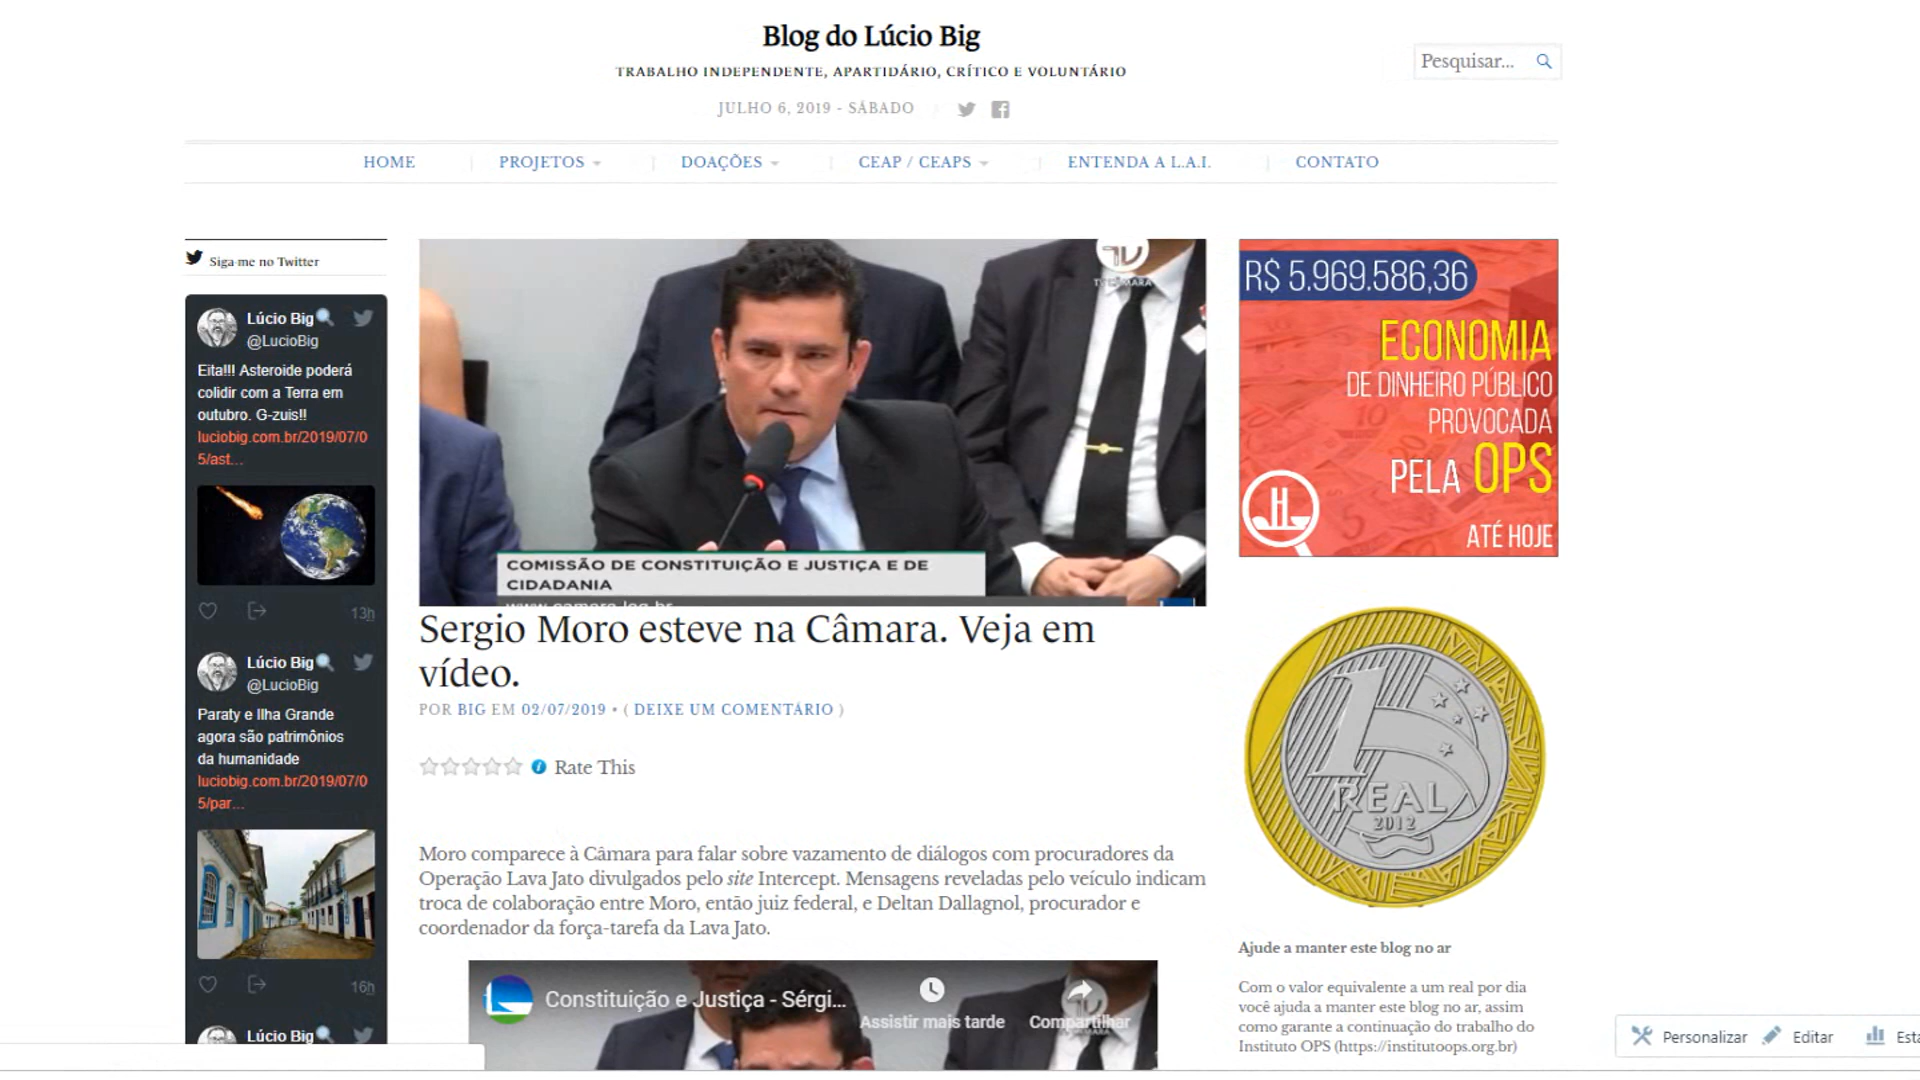 Blog do Lúcio Big
TRABALHO INDEPENDENTE, APARTIDÁRIO, CRÍTICO E VOLUNTÁRIO
Pesquisar...
JULHO 6, 2019 - SÁBADO
HOME
PROJETOS
DOAÇÕES
CEAP / CEAPS
ENTENDA A L.A.I.
CONTATO
Siga-me no Twitter
Lúcio Big
@LucioBig
Eita!!! Asteroide poderá
colidir com a Terra em
outubro. G-zuis!!
luciobig.com.br/2019/07/0
5/ast...
13h
Lúcio Big
@LucioBig
Paraty e Ilha Grande
agora são patrimônios
da humanidade
luciobig.com.br/2019/07/0
5/par...
16h
Lúcio Big
COMISSÃO DE CONSTITUIÇÃO E JUSTIÇA E DE
CIDADANIA
www.camara.leg.br
Sergio Moro esteve na Câmara. Veja em
vídeo.
POR BIG EM 02/07/2019 • ( DEIXE UM COMENTÁRIO )
Rate This
Moro comparece à Câmara para falar sobre vazamento de diálogos com procuradores da
Operação Lava Jato divulgados pelo site Intercept. Mensagens reveladas pelo veículo indicam
troca de colaboração entre Moro, então juiz federal, e Deltan Dallagnol, procurador e
coordenador da força-tarefa da Lava Jato.
Constituição e Justiça - Sérgi...
Assistir mais tarde
Compartilhar
R$ 5.969.586,36
ECONOMIA
DE DINHEIRO PÚBLICO
PROVOCADA
PELA OPS
ATÉ HOJE
1
REAL
2012
Ajude a manter este blog no ar
Com o valor equivalente a um real por dia
você ajuda a manter este blog no ar, assim
como garante a continuação do trabalho do
Instituto OPS (https://institutoops.org.br)
Personalizar
Editar